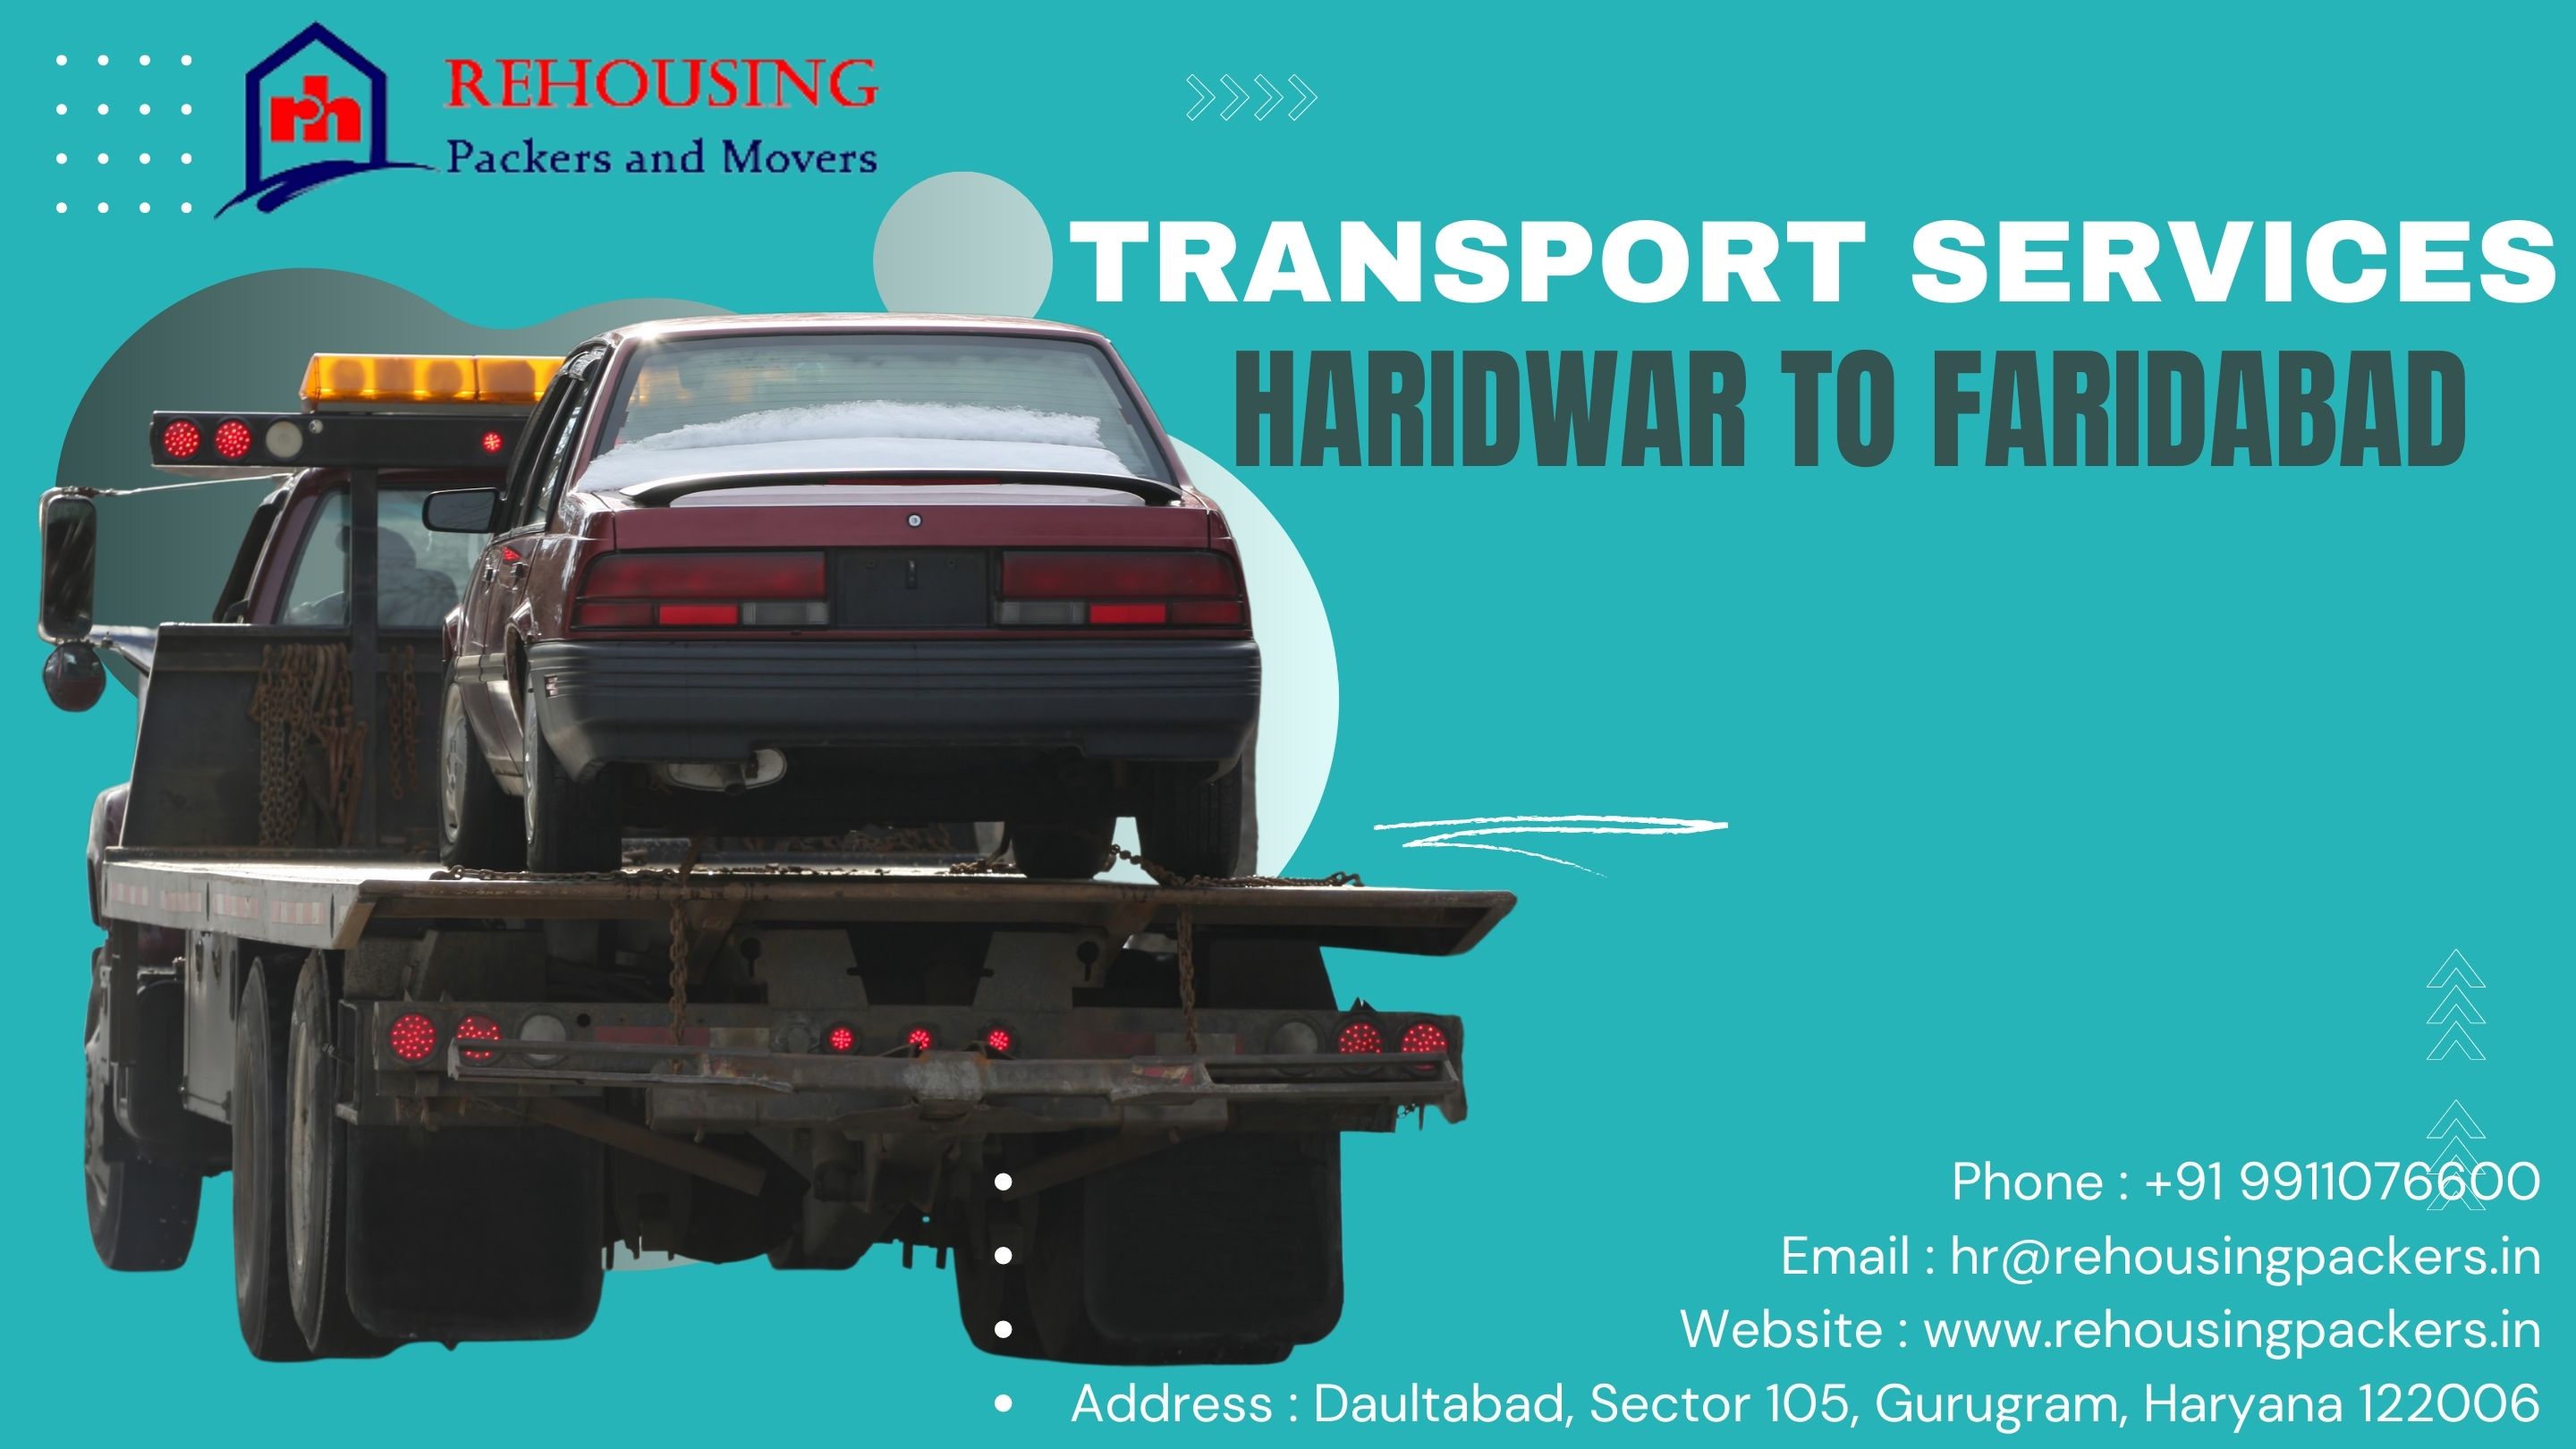 REHOUSING
Packers and Movers
TRANSPORT SERVICES
HARIDWAR TO FARIDABAD
Phone : +91 9911076600
Email : hr@rehousingpackers.in
Website : www.rehousingpackers.in
Address : Daultabad, Sector 105, Gurugram, Haryana 122006